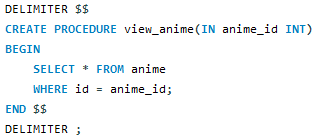 DELIMITER $$
CREATE PROCEDURE view_anime(IN anime_id INT)
BEGIN
    SELECT * FROM anime
    WHERE id = anime_id;
END $$
DELIMITER ;